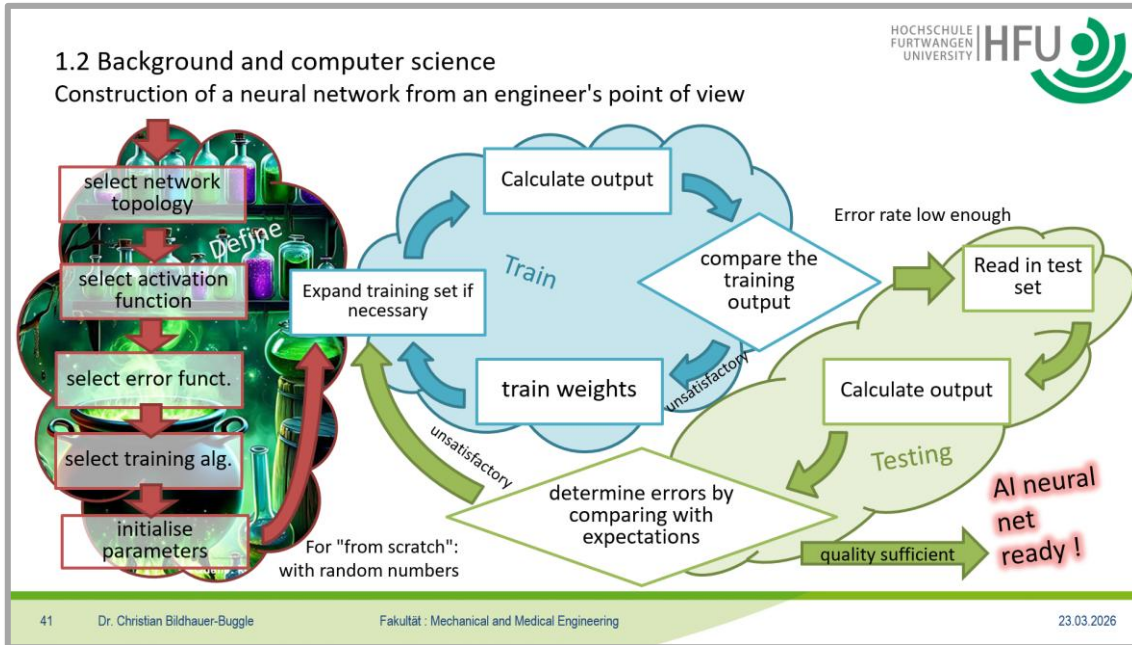 HOCHSCHULE
FURTWANGEN
UNIVERSITY
HFU
1.2 Background and computer science
Construction of a neural network from an engineer's point of view
select network
topology
Define
select activation
function
select error funct.
select training alg.
initialise
parameters
For "from scratch":
with random numbers
Expand training set if
necessary
Calculate output
Train
compare the
training
output
unsatisfactory
train weights
Error rate low enough
Read in test
set
Calculate output
Testing
determine errors by
comparing with
expectations
unsatisfactory
quality sufficient
AI neural
net
ready !
41
Dr. Christian Bildhauer-Buggle
Fakultät : Mechanical and Medical Engineering
23.03.2026